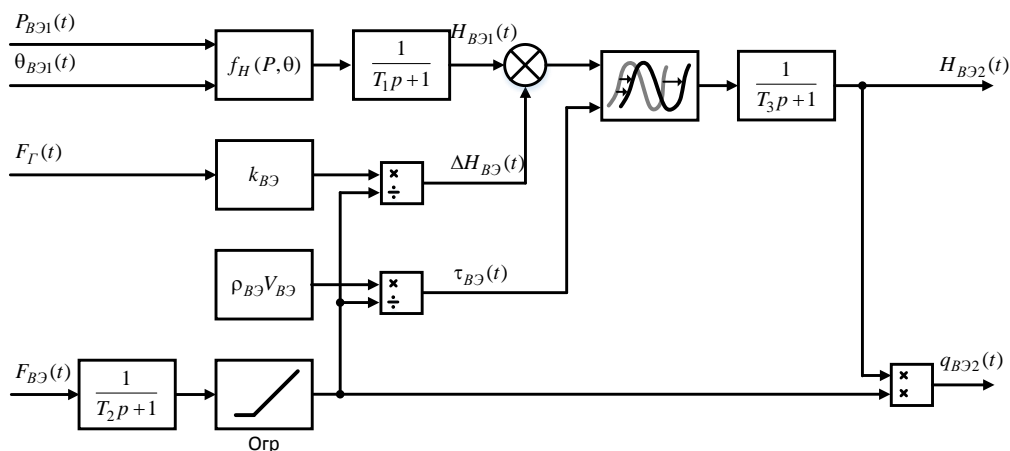 P_{ВЭ1}(t)
θ_{ВЭ1}(t)
f_H(P,θ)
1
T_1p+1
H_{ВЭ1}(t)
1
T_3p+1
H_{ВЭ2}(t)
F_Г(t)
k_{ВЭ}
×
÷
ΔH_{ВЭ}(t)
ρ_{ВЭ}V_{ВЭ}
×
÷
τ_{ВЭ}(t)
F_{ВЭ}(t)
1
T_2p+1
Огр
×
×
q_{ВЭ2}(t)